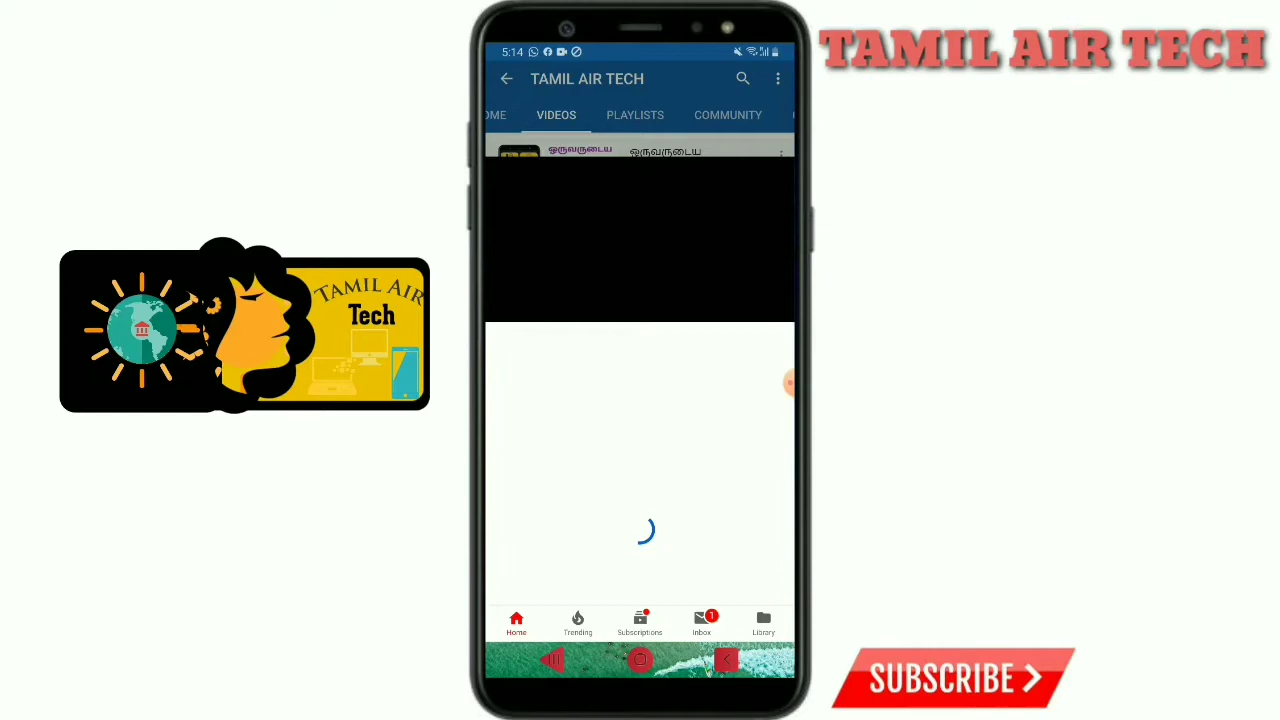 TAMIL AIR TECH
5:14
TAMIL AIR TECH
OME VIDEOS PLAYLISTS COMMUNITY
ஒருவருடைய ஒருவருடைய
TAMIL AIR
Tech
Home Trending Subscriptions Inbox Library
1
SUBSCRIBE